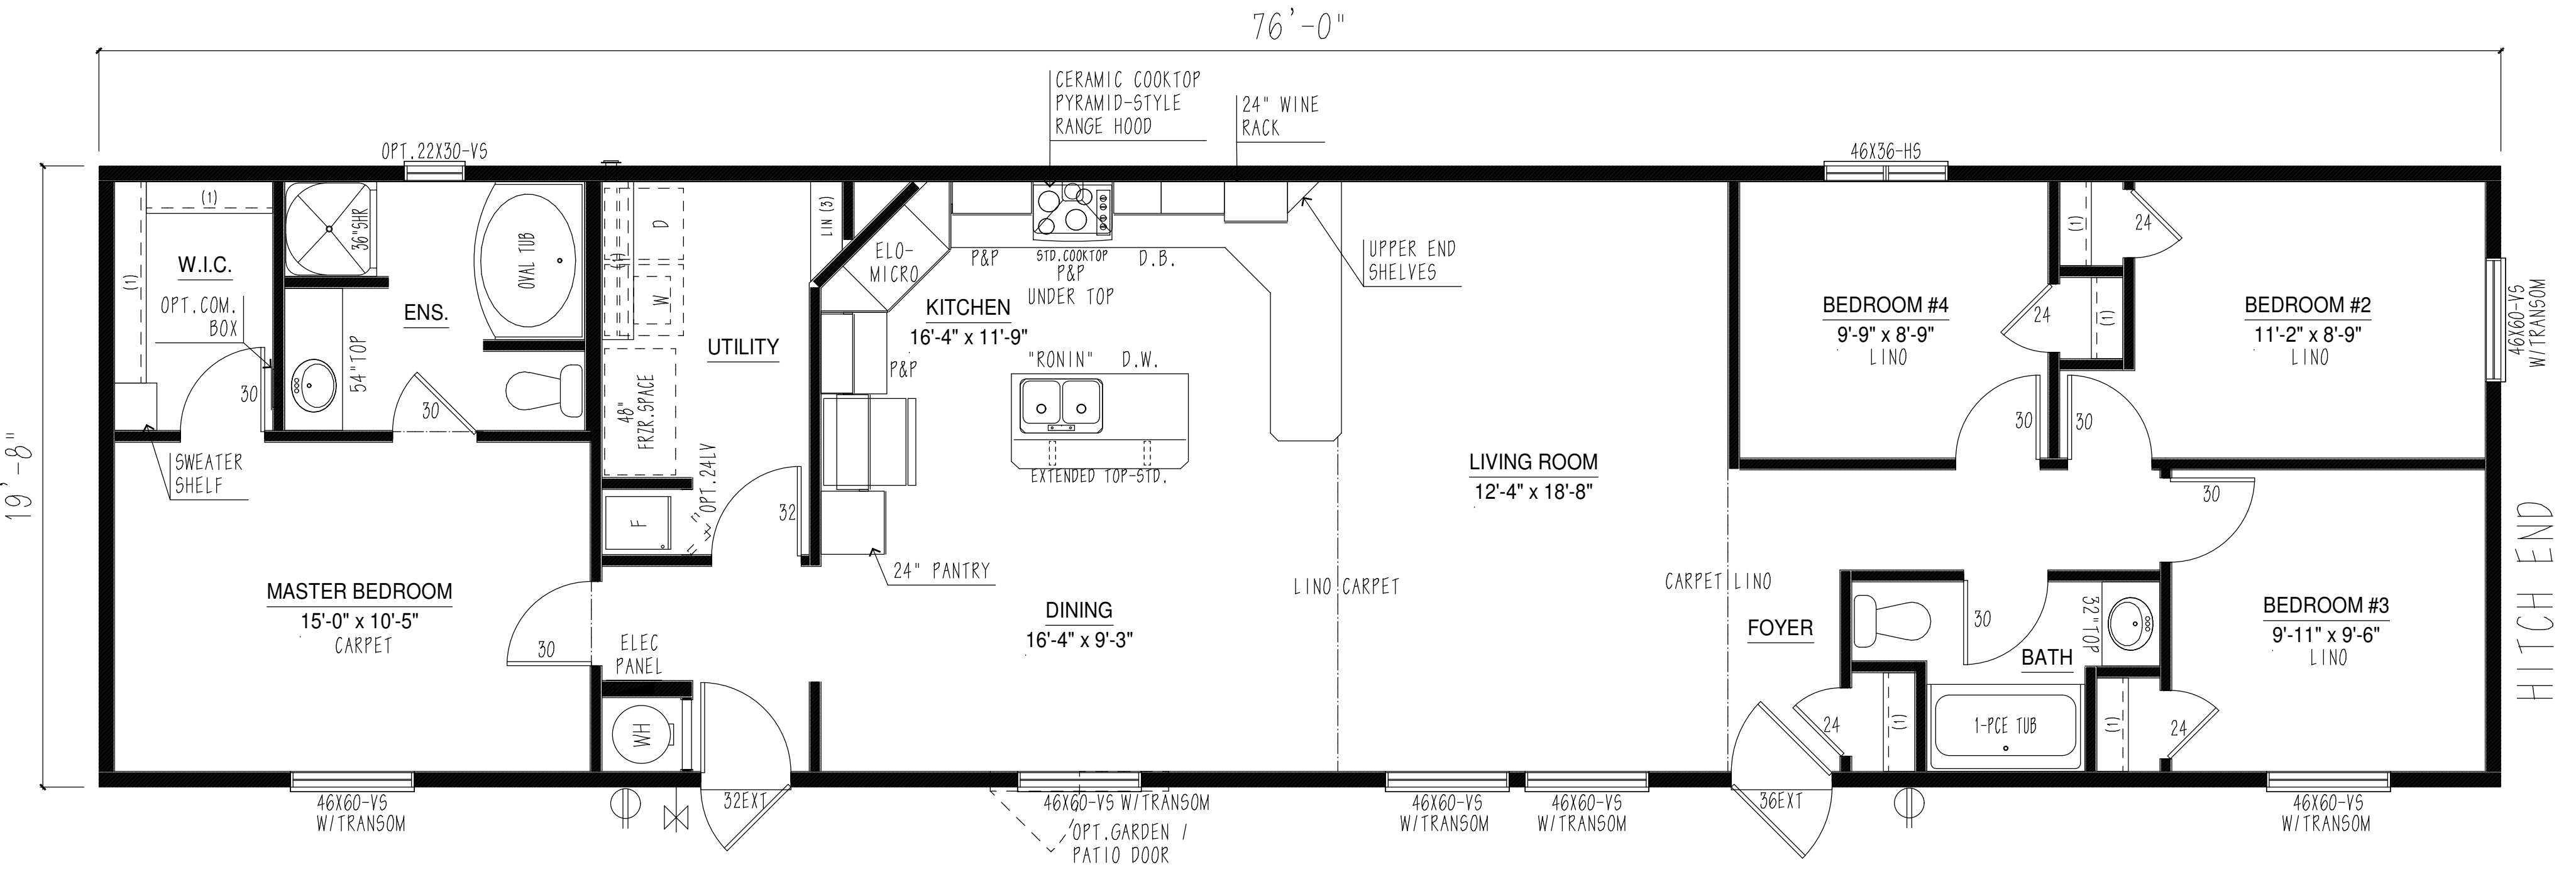 76'-0"
CERAMIC COOKTOP
PYRAMID-STYLE
RANGE HOOD
24" WINE
RACK
OPT.22X30-VS
46X36-HS
19'-8"
(1)
(1)
W.I.C.
OPT.COM.
BOX
30
SWEATER
SHELF
36"SHR
OVAL TUB
ENS.
54"TOP
30
(1)
D
W
UTILITY
48"
FRZR.SPACE
F
OPT.24LV
32
LIN (3)
ELO-
MICRO
P&P
STD.COOKTOP
P&P
UNDER TOP
D.B.
UPPER END
SHELVES
KITCHEN
16'-4" x 11'-9"
P&P
"RONIN"
D.W.
EXTENDED TOP-STD.
24" PANTRY
LIVING ROOM
12'-4" x 18'-8"
BEDROOM #4
9'-9" x 8'-9"
LINO
(1)
24
24
(1)
30
30
BEDROOM #2
11'-2" x 8'-9"
LINO
46X60-VS
W/TRANSOM
30
HITCH END
MASTER BEDROOM
15'-0" x 10'-5"
CARPET
30
ELEC
PANEL
WH
DINING
16'-4" x 9'-3"
LINO
CARPET
CARPET
LINO
FOYER
30
32"TOP
BATH
24
(1)
1-PCE TUB
(1)
24
BEDROOM #3
9'-11" x 9'-6"
LINO
46X60-VS
W/TRANSOM
32EXT
46X60-VS W/TRANSOM
OPT.GARDEN /
PATIO DOOR
46X60-VS
W/TRANSOM
46X60-VS
W/TRANSOM
36EXT
46X60-VS
W/TRANSOM